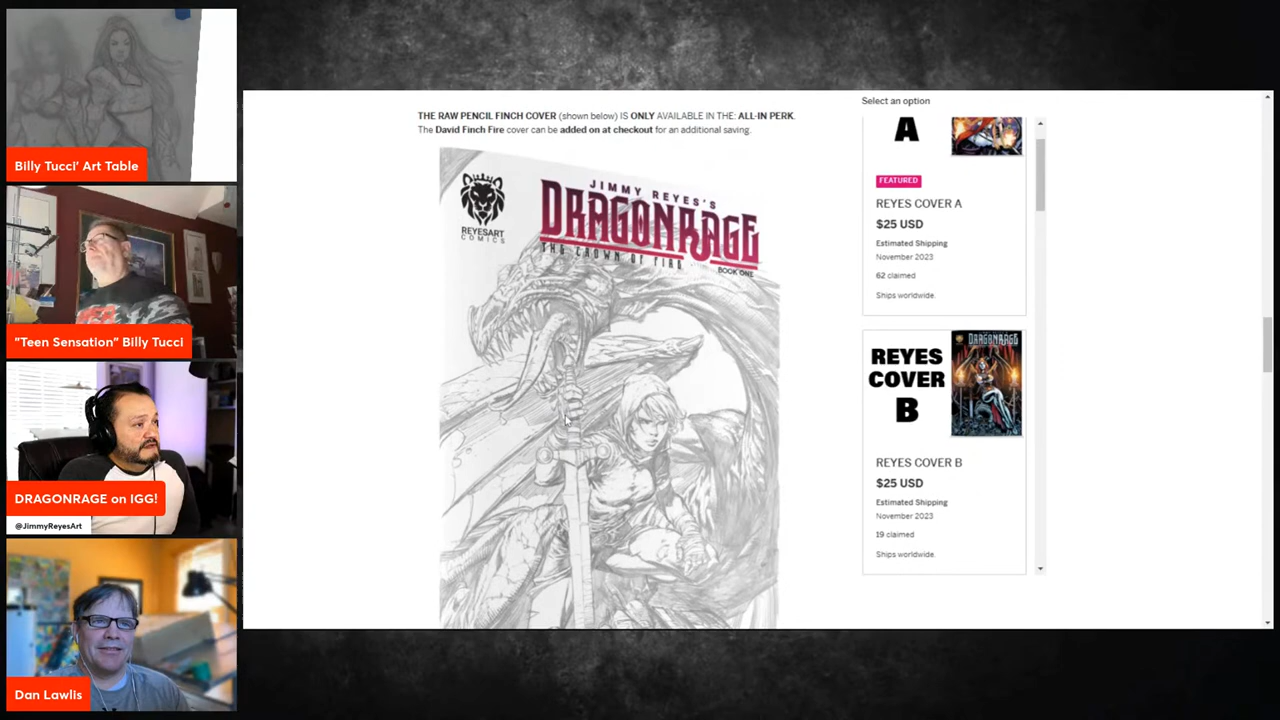 Billy Tucci' Art Table
"Teen Sensation" Billy Tucci
DRAGONRAGE on IGG!
@JimmyReyesArt
Dan Lawlis
THE RAW PENCIL FINCH COVER (shown below) IS ONLY AVAILABLE IN THE: ALL-IN PERK.
The David Finch Fire cover can be added on at checkout for an additional saving.
REYESART
COMICS
JIMMY REYES'S
DRAGONRAGE
THE CROWN OF FIRE
BOOK ONE
Select an option
A
FEATURED
REYES COVER A
$25 USD
Estimated Shipping
November 2023
62 claimed
Ships worldwide.
REYES
COVER
B
DRAGONRAGE
REYES COVER B
$25 USD
Estimated Shipping
November 2023
19 claimed
Ships worldwide.